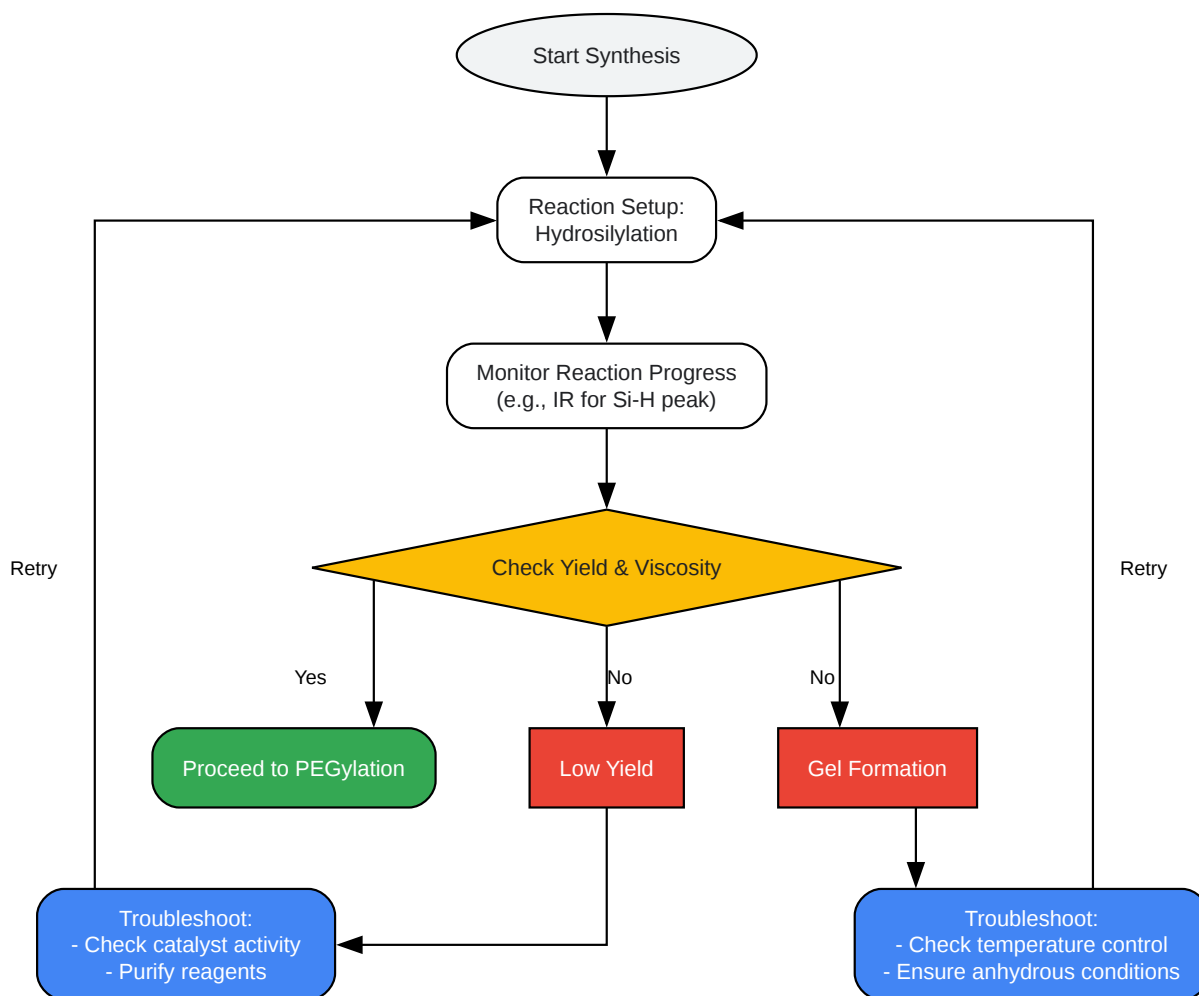 Start Synthesis
Reaction Setup:
Hydrosilylation
Monitor Reaction Progress
(e.g., IR for Si-H peak)
Check Yield & Viscosity
Retry
Retry
Yes
No
No
Proceed to PEGylation
Low Yield
Gel Formation
Troubleshoot:
- Check catalyst activity
- Purify reagents
Troubleshoot:
- Check temperature control
- Ensure anhydrous conditions